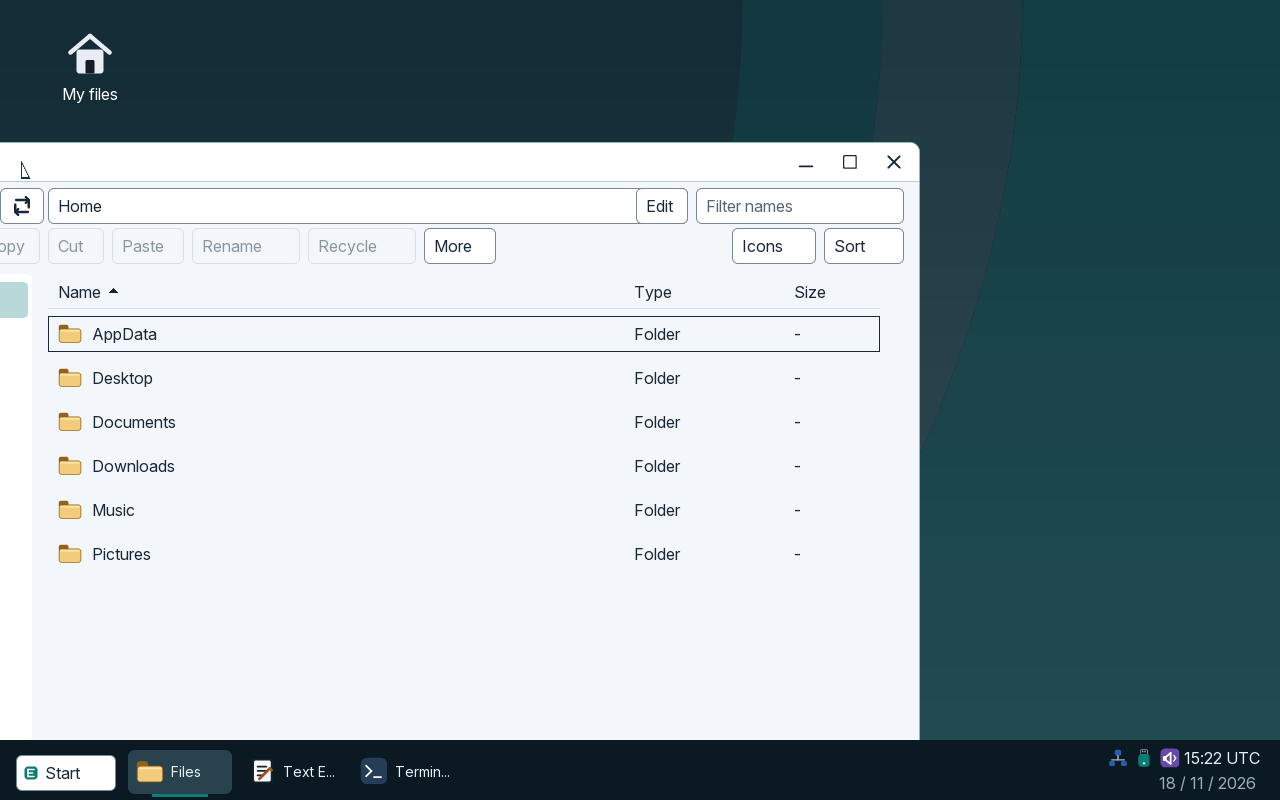 My files
Home
Edit
Filter names
opy
Cut
Paste
Rename
Recycle
More
Icons
Sort
Name
Type
Size
AppData
Folder
-
Desktop
Folder
-
Documents
Folder
-
Downloads
Folder
-
Music
Folder
-
Pictures
Folder
-
Start
Files
Text E...
Termin...
15:22 UTC
18 / 11 / 2026